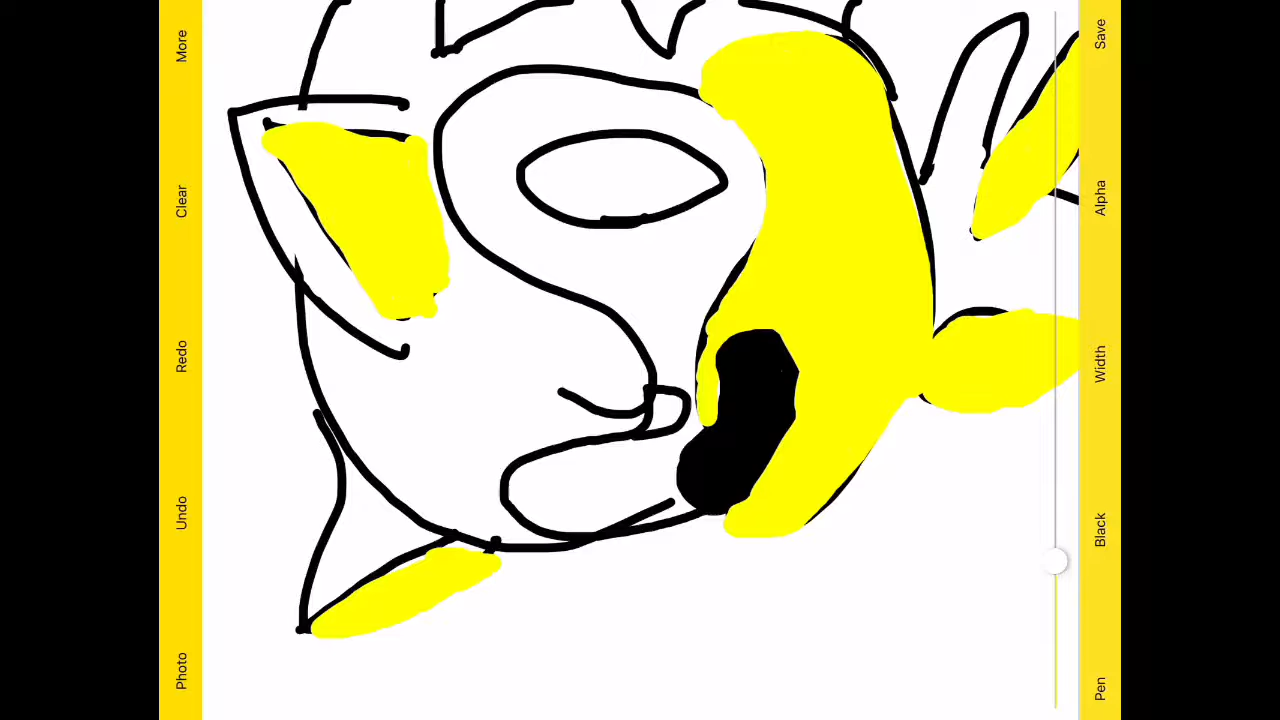 Photo
Undo
Redo
Clear
More
Pen
Black
Width
Alpha
Save